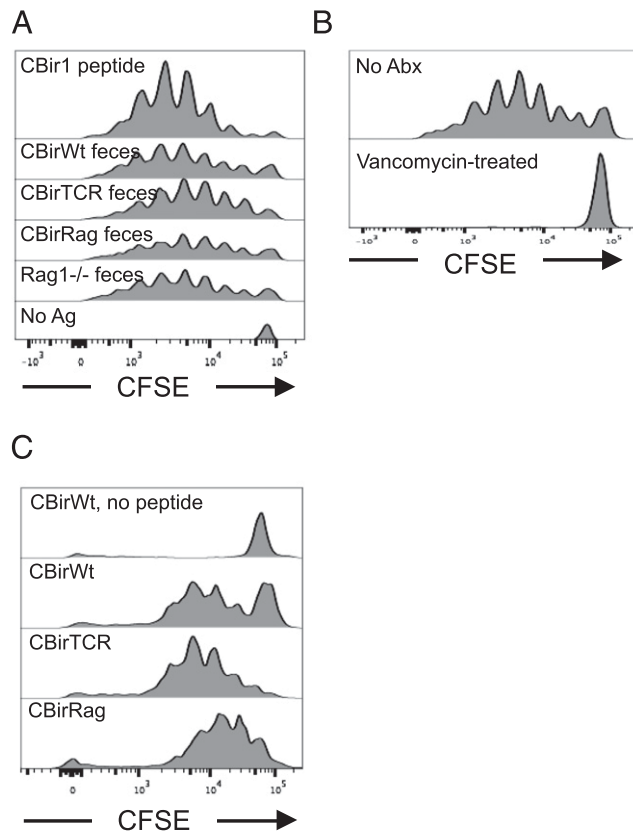 A
CBir1 peptide
CBirWt feces
CBirTCR feces
CBirRag feces
Rag1-/- feces
No Ag
-10³ 0 10³ 10⁴ 10⁵
CFSE
B
No Abx
Vancomycin-treated
-10³ 0 10³ 10⁴ 10⁵
CFSE
C
CBirWt, no peptide
CBirWt
CBirTCR
CBirRag
0 10³ 10⁴ 10⁵
CFSE